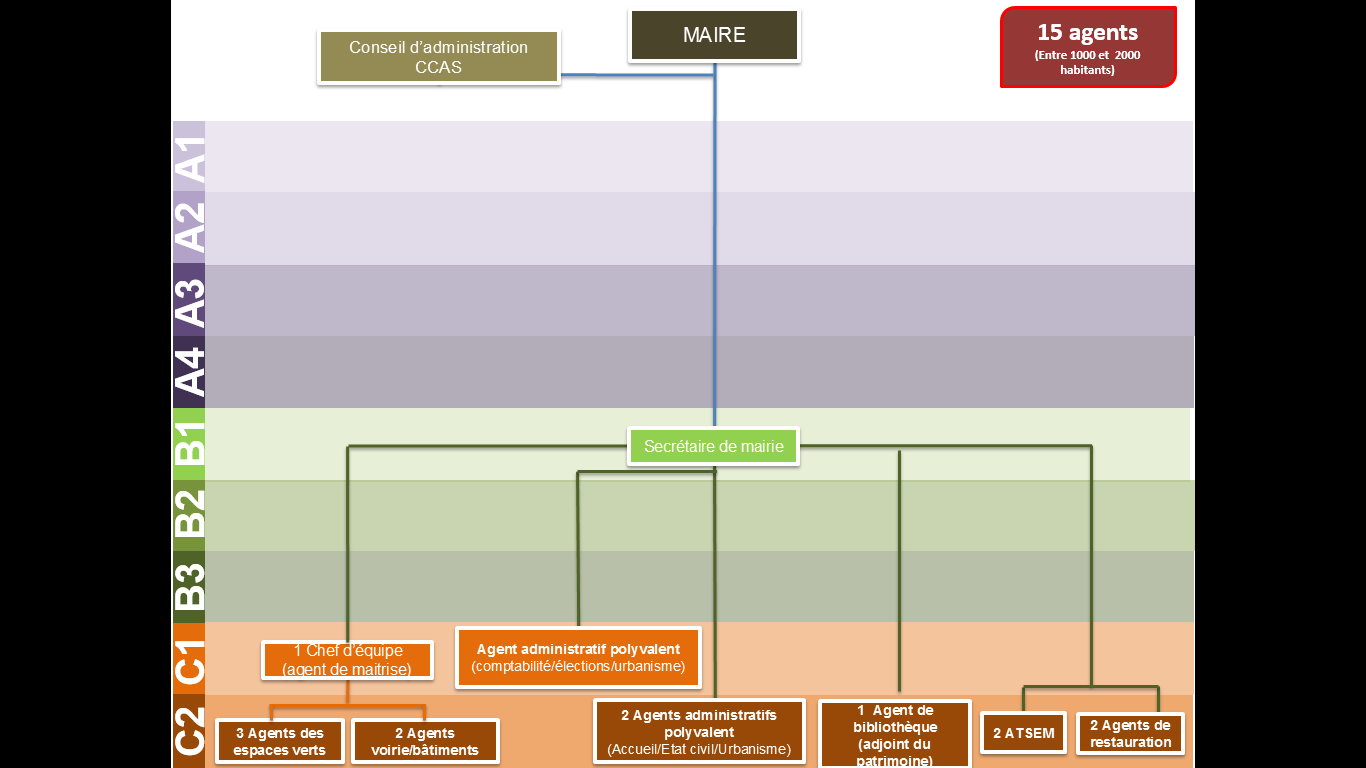 Conseil d’administration
CCAS
MAIRE
15 agents
(Entre 1000 et 2000
habitants)
A1
A2
A3
A4
B1
Secrétaire de mairie
B2
B3
C1
1 Chef d’équipe
(agent de maitrise)
Agent administratif polyvalent
(comptabilité/élections/urbanisme)
C2
3 Agents des
espaces verts
2 Agents
voirie/bâtiments
2 Agents administratifs
polyvalent
(Accueil/Etat civil/Urbanisme)
1 Agent de
bibliothèque
(adjoint du
patrimoine)
2 ATSEM
2 Agents de
restauration